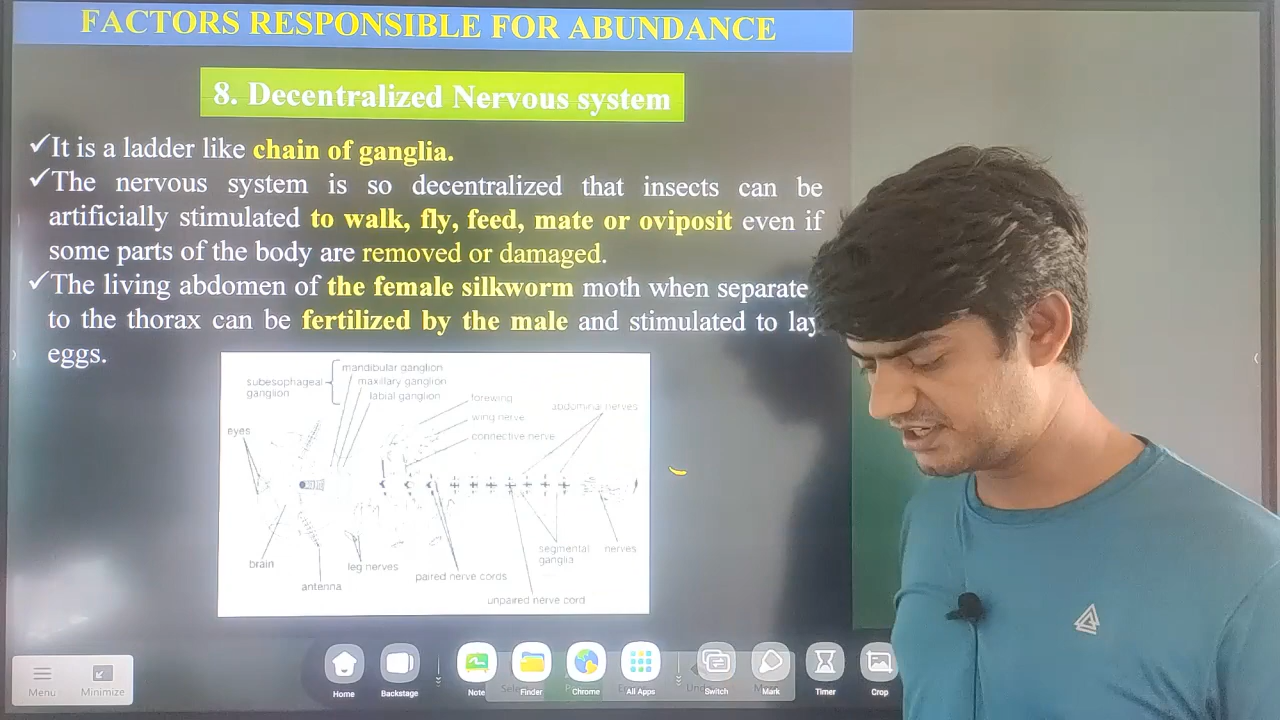 FACTORS RESPONSIBLE FOR ABUNDANCE
8. Decentralized Nervous system
✓It is a ladder like chain of ganglia.
✓The nervous system is so decentralized that insects can be
artificially stimulated to walk, fly, feed, mate or oviposit even if
some parts of the body are removed or damaged.
✓The living abdomen of the female silkworm moth when separate
to the thorax can be fertilized by the male and stimulated to lay
eggs.
mandibular ganglion
subesophageal
ganglion
maxillary ganglion
labial ganglion
forewing
wing nerve
connective nerve
abdominal nerves
eyes
brain
antenna
leg nerves
paired nerve cords
unpaired nerve cord
segmental
ganglia
nerves
Menu
Minimize
Home
Backstage
Note
Finder
Chrome
All Apps
Switch
Mark
Timer
Crop